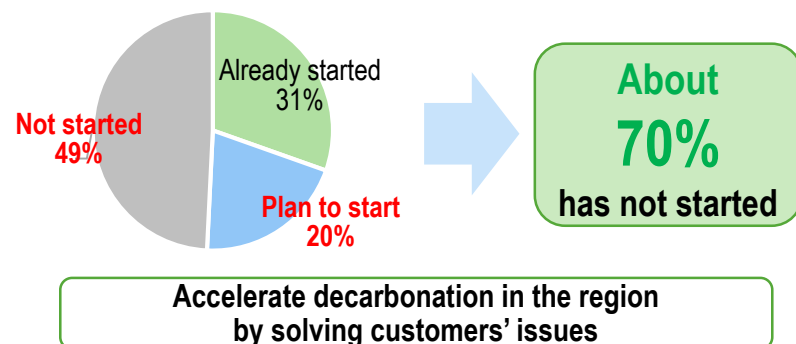 Already started
31%
Not started
49%
Plan to start
20%
About
70%
has not started
Accelerate decarbonation in the region
by solving customers’ issues